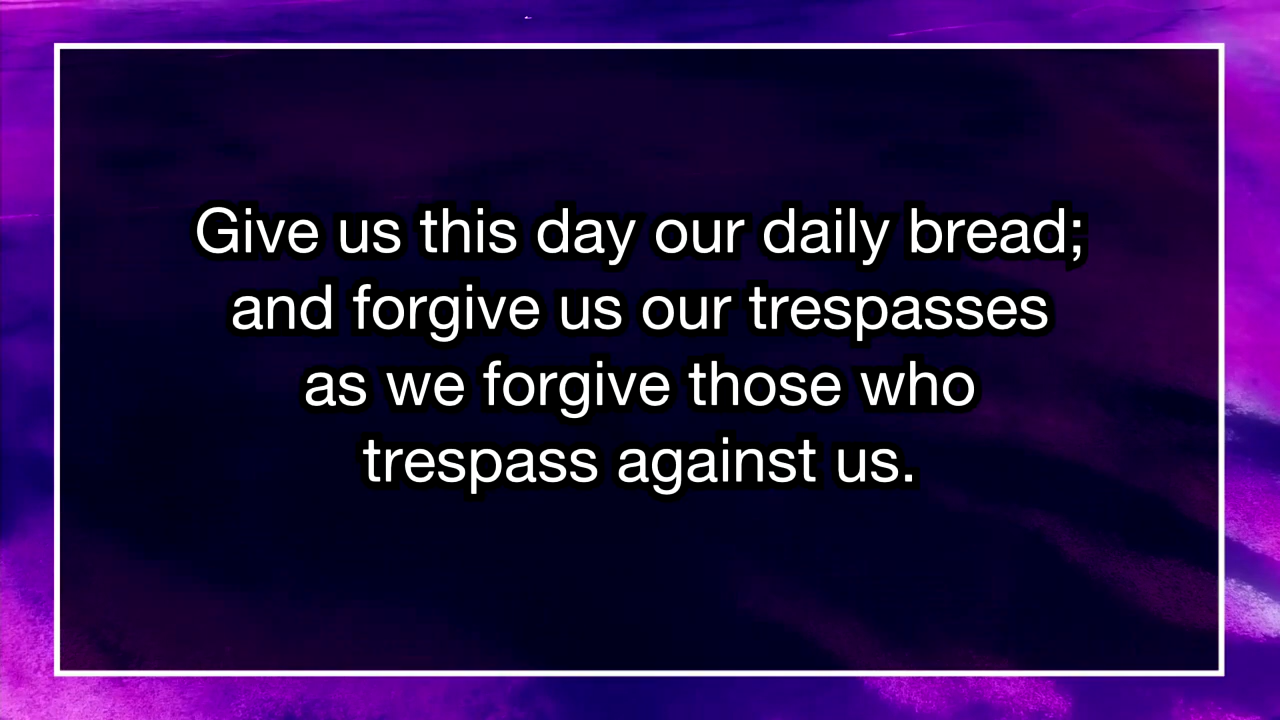 Give us this day our daily bread;
and forgive us our trespasses
as we forgive those who
trespass against us.